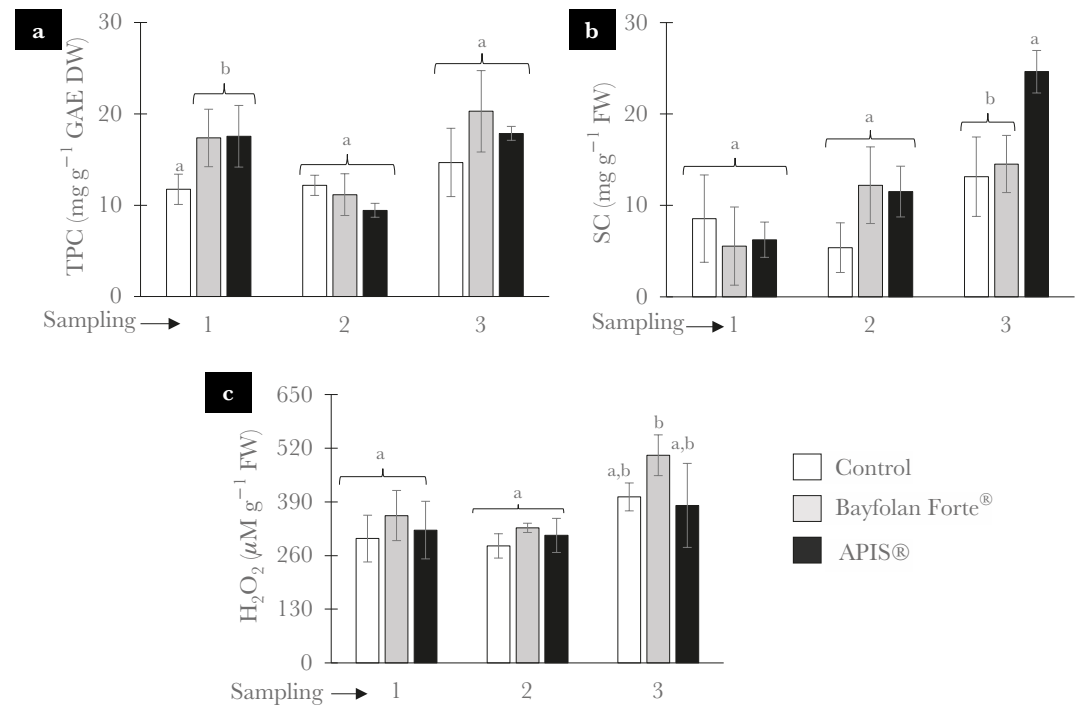 a
30
20
10
0
TPC (mg g⁻¹ GAE DW)
a
b
a
a
Sampling
1
2
3
b
30
20
10
0
SC (mg g⁻¹ FW)
a
a
b
a
Sampling
1
2
3
c
650
520
390
260
130
0
H₂O₂ (µM g⁻¹ FW)
a
a
a,b
b
a,b
Sampling
1
2
3
Control
Bayfolan Forte®
APIS®